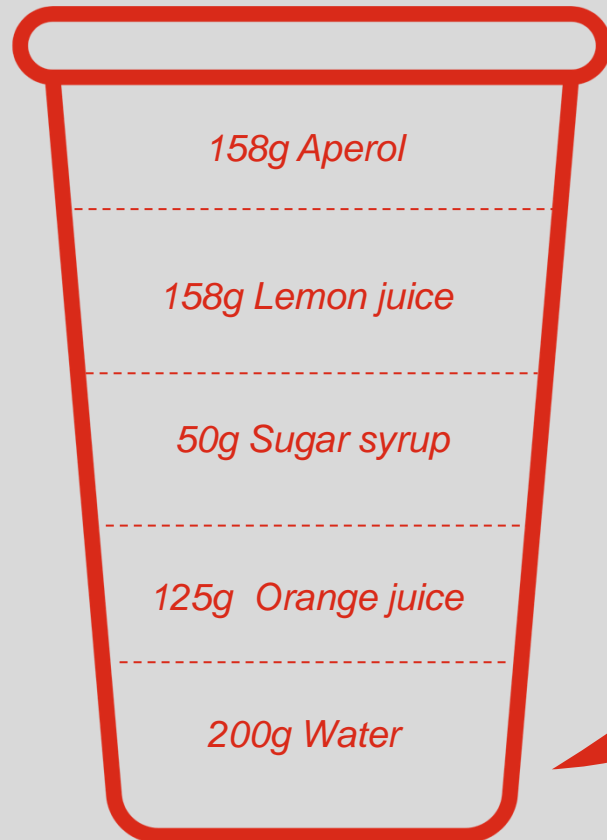 158g Aperol
158g Lemon juice
50g Sugar syrup
125g  Orange juice
200g Water